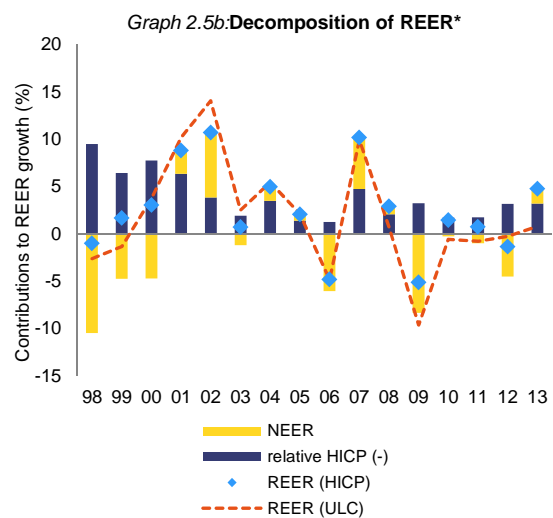 Graph 2.5b:Decomposition of REER*
Contributions to REER growth (%)
20
15
10
5
0
-5
-10
-15
98 99 00 01 02 03 04 05 06 07 08 09 10 11 12 13
NEER
relative HICP (-)
REER (HICP)
REER (ULC)